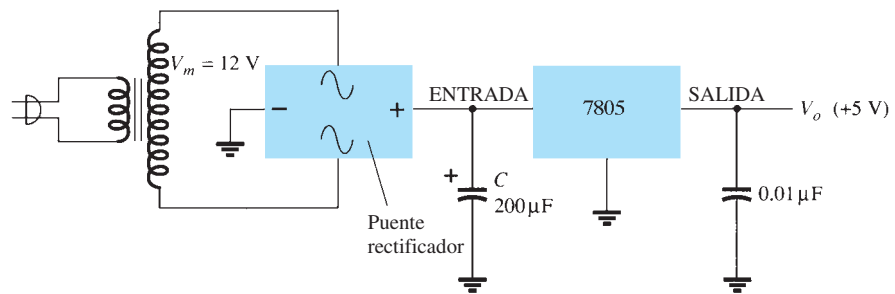 V_m = 12 V
−
+
ENTRADA
7805
SALIDA
V_o (+5 V)
+
C
200 μF
0.01 μF
Puente
rectificador